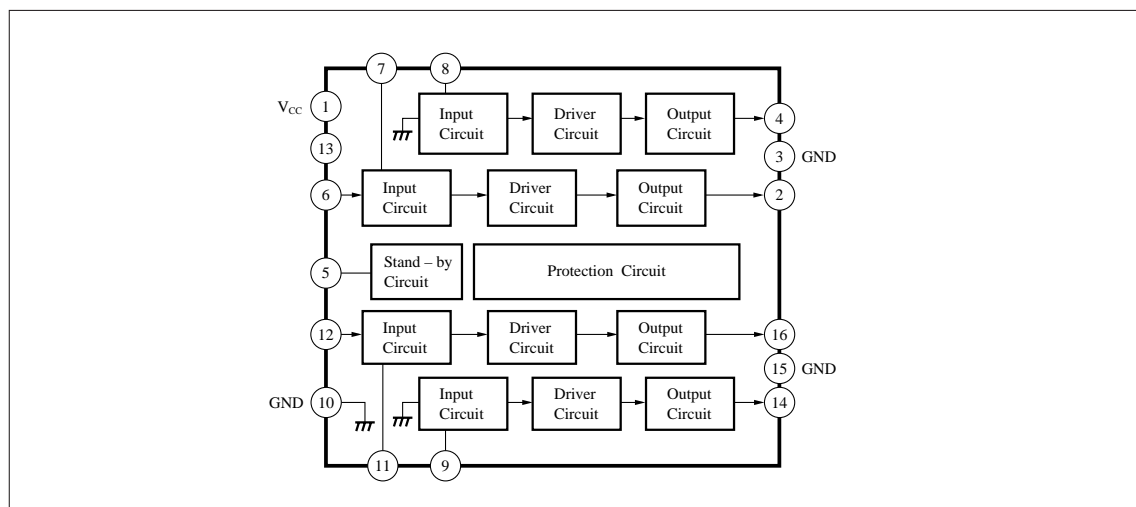 7
8
V_CC
1
Input
Circuit
Driver
Circuit
Output
Circuit
4
13
3
GND
6
Input
Circuit
Driver
Circuit
Output
Circuit
2
5
Stand – by
Circuit
Protection Circuit
12
Input
Circuit
Driver
Circuit
Output
Circuit
16
15
GND
GND
10
Input
Circuit
Driver
Circuit
Output
Circuit
14
11
9